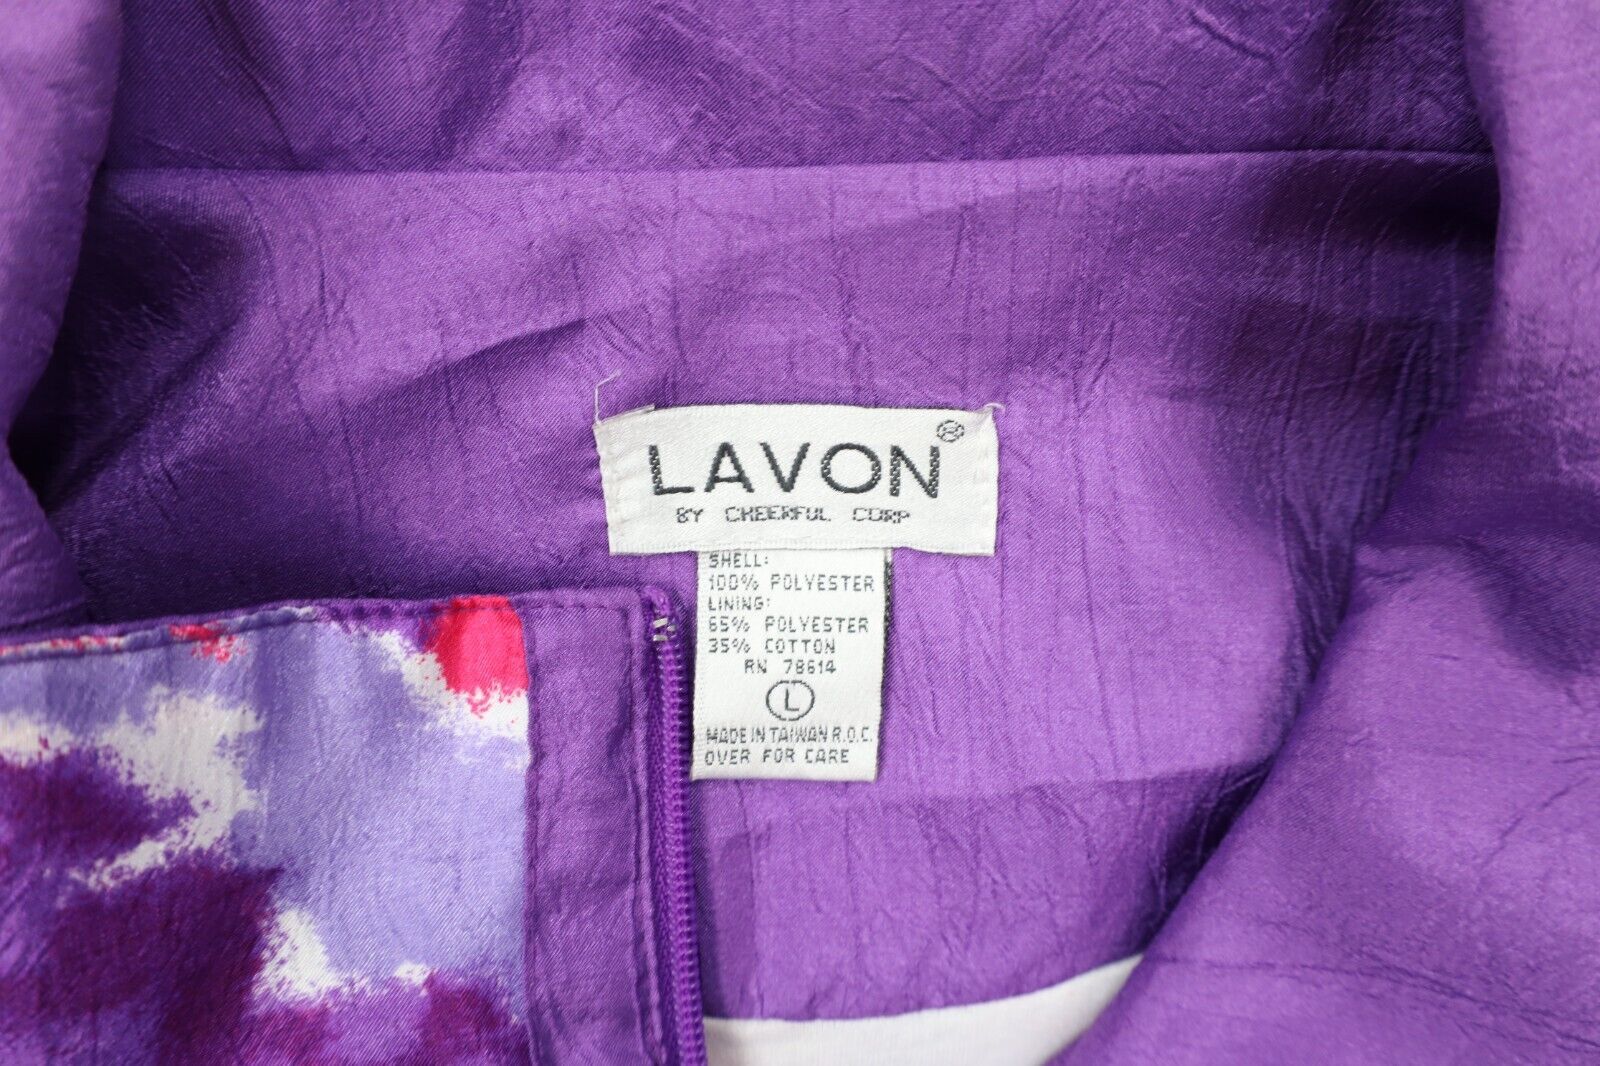 LAVON®
BY CHEERFUL CORP
SHELL:
100% POLYESTER
LINING:
65% POLYESTER
35% COTTON
RN 78614
L
MADE IN TAIWAN R.O.C.
OVER FOR CARE